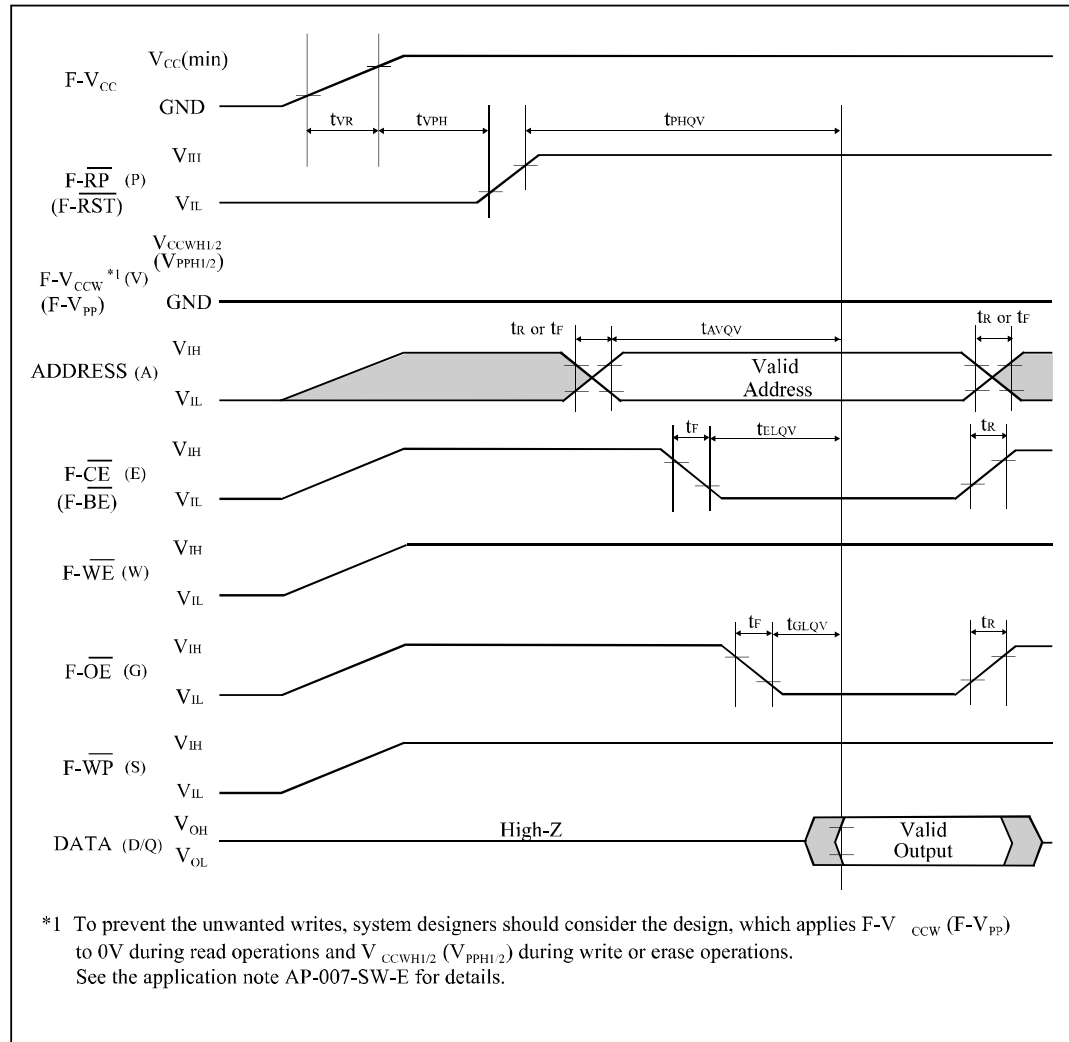 VCC(min)
F-VCC
GND
tVR tVPH tPHQV
VIH
F-RP (P)
(F-RST) VIL
VCCWH1/2
(VPPH1/2)
F-VCCW *1 (V)
(F-VPP) GND
tR or tF tAVQV tR or tF
VIH
ADDRESS (A) Valid
Address
VIL
tF tELQV tR
VIH
F-CE (E)
(F-BE) VIL
VIH
F-WE (W)
VIL
tF tGLQV tR
VIH
F-OE (G)
VIL
VIH
F-WP (S)
VIL
VOH High-Z Valid
DATA (D/Q) Output
VOL
*1 To prevent the unwanted writes, system designers should consider the design, which applies F-V CCW (F-VPP)
to 0V during read operations and V CCWH1/2 (VPPH1/2) during write or erase operations.
See the application note AP-007-SW-E for details.